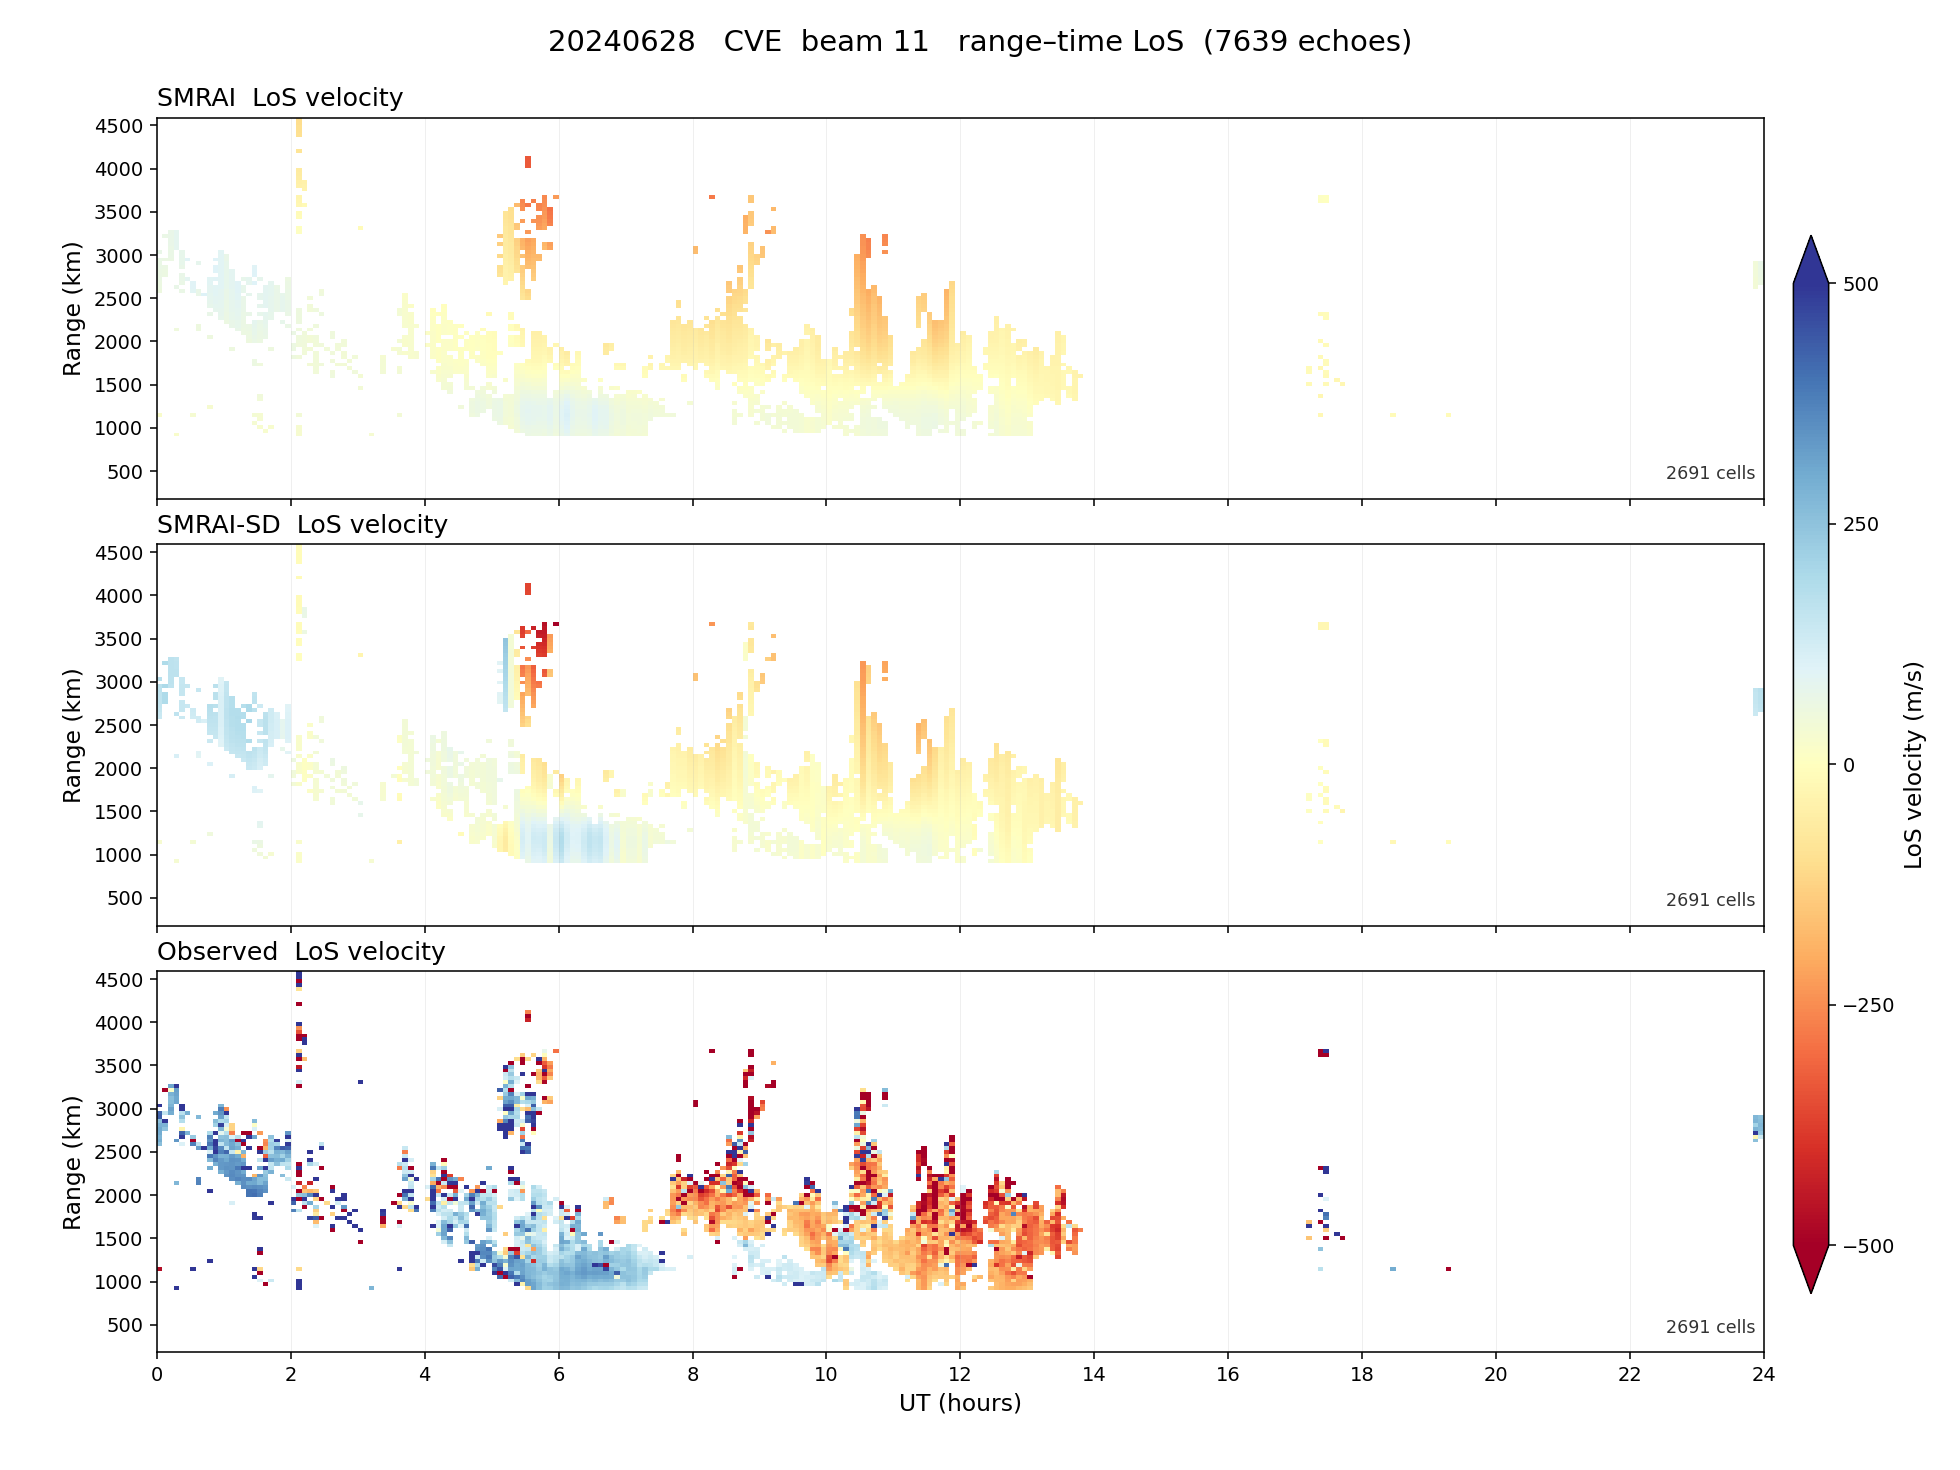 20240628   CVE  beam 11   range–time LoS  (7639 echoes)
SMRAI  LoS velocity
4500
4000
3500
3000
2500
2000
1500
1000
500
Range (km)
2691 cells
SMRAI-SD  LoS velocity
4500
4000
3500
3000
2500
2000
1500
1000
500
Range (km)
2691 cells
Observed  LoS velocity
4500
4000
3500
3000
2500
2000
1500
1000
500
Range (km)
2691 cells
0 2 4 6 8 10 12 14 16 18 20 22 24
UT (hours)
500
250
0
−250
−500
LoS velocity (m/s)